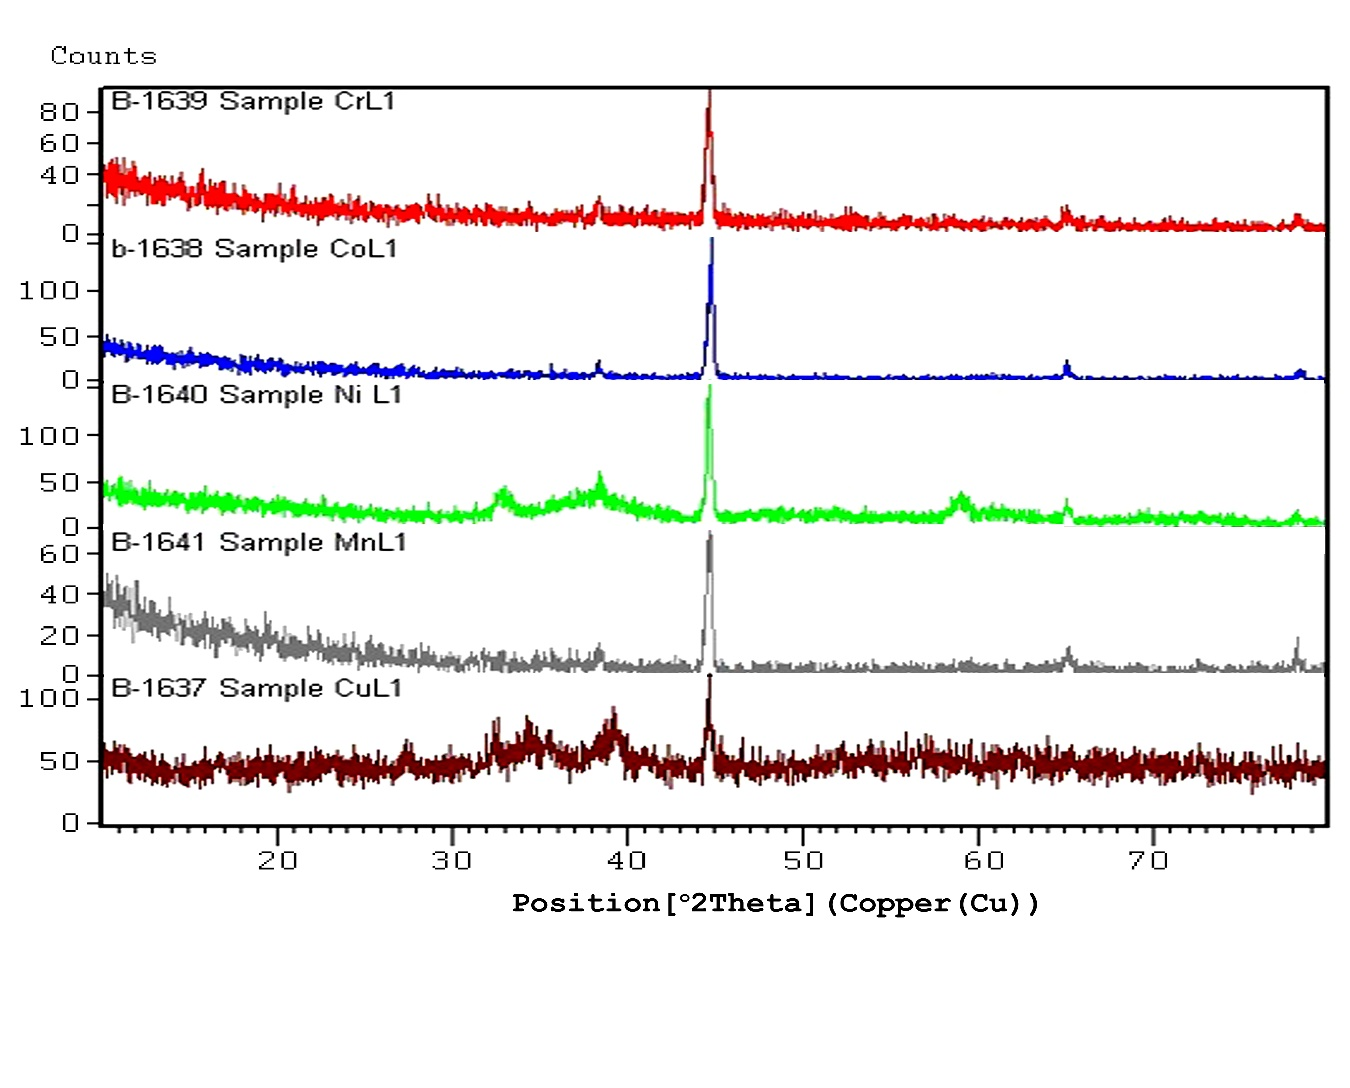 Counts
B-1639 Sample CrL1
80
60
40
0
b-1638 Sample CoL1
100
50
0
B-1640 Sample Ni L1
100
50
0
B-1641 Sample MnL1
60
40
20
0
B-1637 Sample CuL1
100
50
0
20 30 40 50 60 70
Position[°2Theta](Copper(Cu))